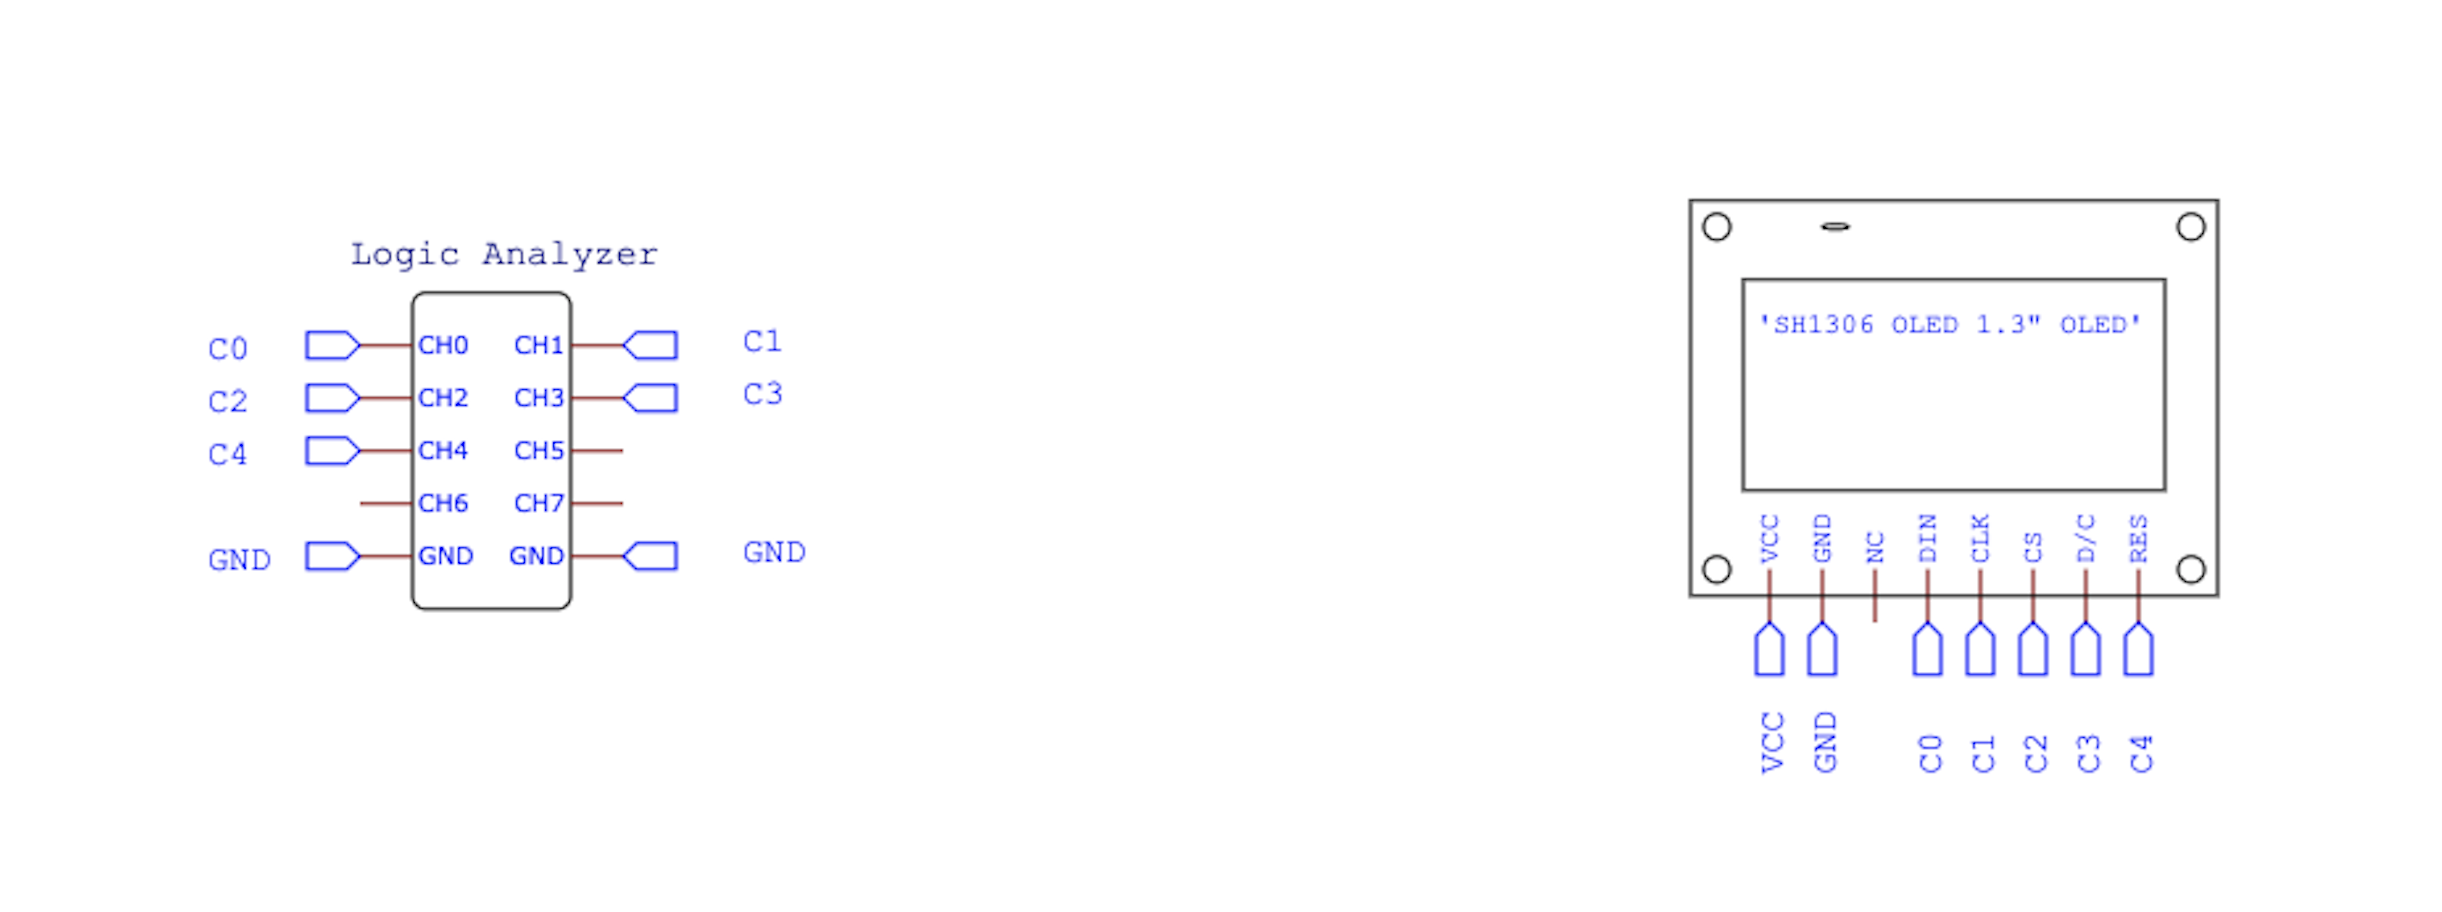 Logic Analyzer
C0 CH0 CH1 C1
C2 CH2 CH3 C3
C4 CH4 CH5
CH6 CH7
GND GND GND GND
'SH1306 OLED 1.3" OLED'
VCC GND NC DIN CLK CS D/C RES
VCC GND C0 C1 C2 C3 C4